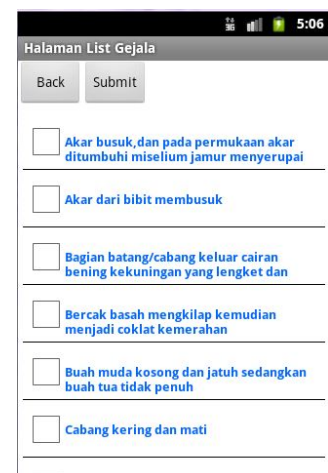 3G 5:06
Halaman List Gejala
Back Submit
Akar busuk,dan pada permukaan akar
ditumbuhi miselium jamur menyerupai
Akar dari bibit membusuk
Bagian batang/cabang keluar cairan
bening kekuningan yang lengket dan
Bercak basah mengkilap kemudian
menjadi coklat kemerahan
Buah muda kosong dan jatuh sedangkan
buah tua tidak penuh
Cabang kering dan mati